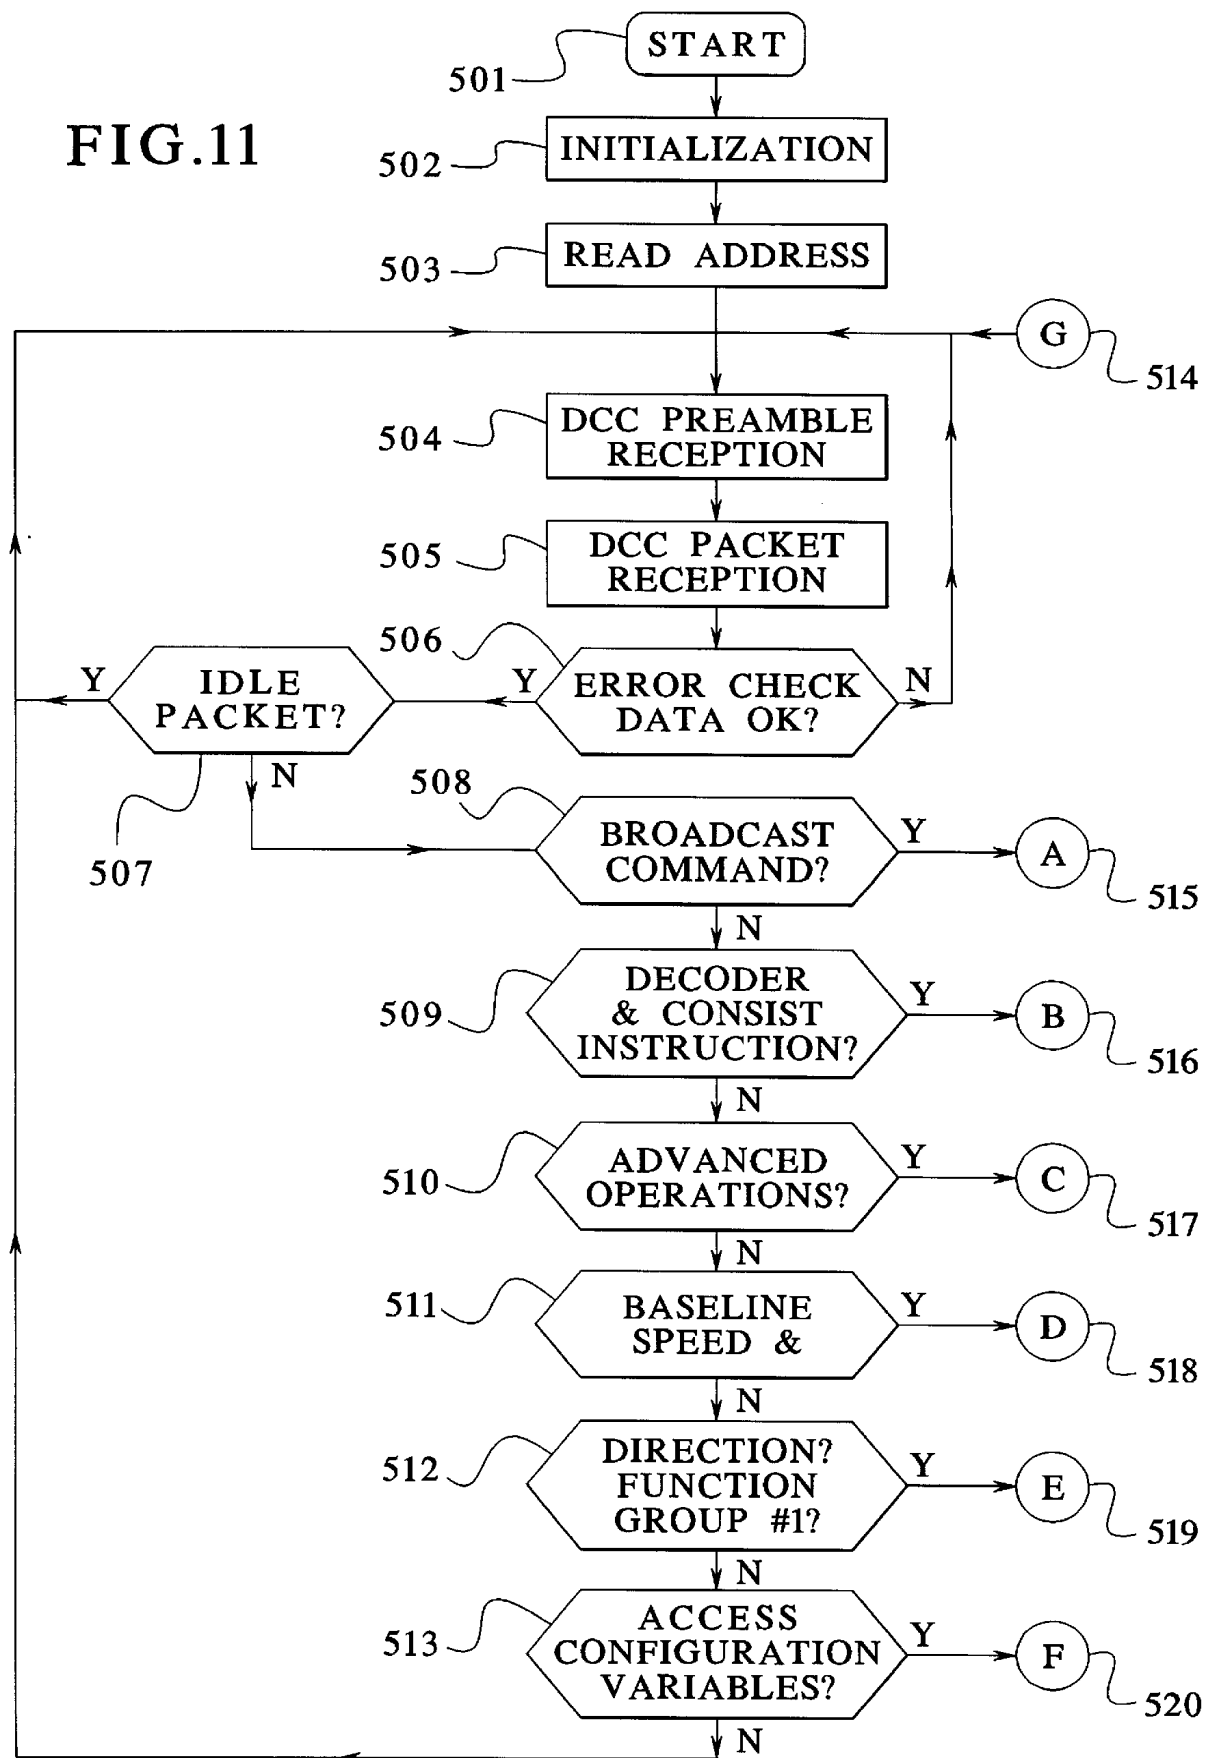 START
501
FIG.11
INITIALIZATION
502
READ ADDRESS
503
G
514
DCC PREAMBLE
RECEPTION
504
DCC PACKET
RECEPTION
505
506
ERROR CHECK
DATA OK?
Y
N
IDLE
PACKET?
Y
N
507
508
BROADCAST
COMMAND?
Y
A
515
N
509
DECODER
& CONSIST
INSTRUCTION?
Y
B
516
N
510
ADVANCED
OPERATIONS?
Y
C
517
N
511
BASELINE
SPEED &
Y
D
518
N
512
DIRECTION?
FUNCTION
GROUP #1?
Y
E
519
N
513
ACCESS
CONFIGURATION
VARIABLES?
Y
F
520
N